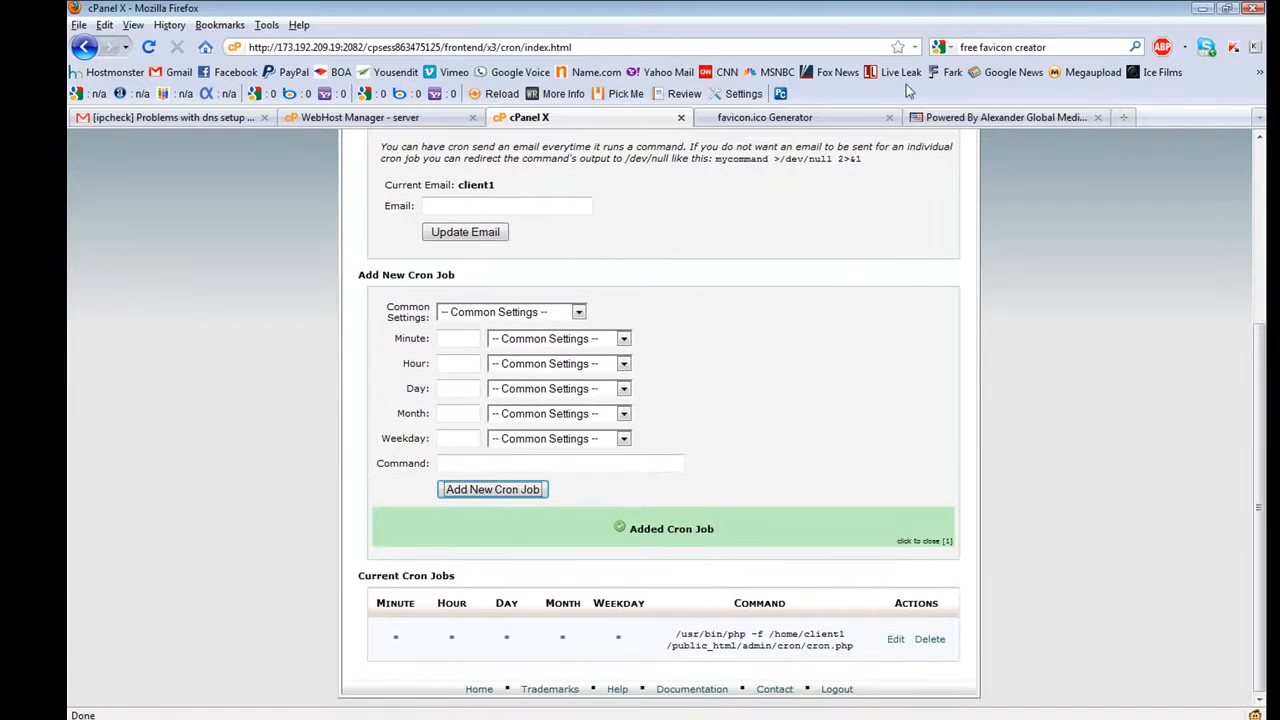 cPanel X - Mozilla Firefox
File Edit View History Bookmarks Tools Help
http://173.192.209.19:2082/cpsess863475125/frontend/x3/cron/index.html free favicon creator
Hostmonster Gmail Facebook PayPal BOA Yousendit Vimeo Google Voice Name.com Yahoo Mail CNN MSNBC Fox News Live Leak Fark Google News Megaupload Ice Films »
: n/a : n/a : n/a : n/a : 0 : 0 : 0 : 0 : 0 : 0 Reload More Info Pick Me Review Settings
[ipcheck] Problems with dns setup ... WebHost Manager - server cPanel X favicon.ico Generator Powered By Alexander Global Medi...
You can have cron send an email everytime it runs a command. If you do not want an email to be sent for an individual
cron job you can redirect the command's output to /dev/null like this: mycommand >/dev/null 2>&1
Current Email: client1
Email:
Update Email
Add New Cron Job
Common Settings: -- Common Settings --
Minute: -- Common Settings --
Hour: -- Common Settings --
Day: -- Common Settings --
Month: -- Common Settings --
Weekday: -- Common Settings --
Command:
Add New Cron Job
Added Cron Job
click to close [1]
Current Cron Jobs
MINUTE HOUR DAY MONTH WEEKDAY COMMAND ACTIONS
* * * * * /usr/bin/php -f /home/client1
/public_html/admin/cron/cron.php Edit Delete
Home ▪ Trademarks ▪ Help ▪ Documentation ▪ Contact ▪ Logout
Done